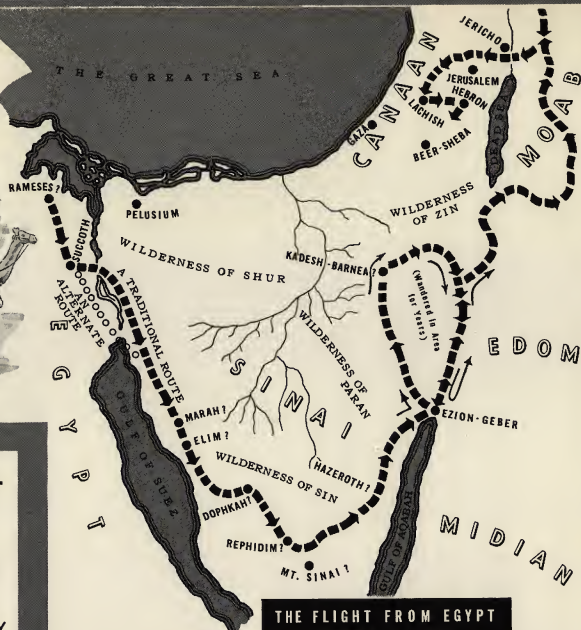 THE GREAT SEA
JERICHO
JERUSALEM
HEBRON
LACHISH
GAZA
CANAAN
BEER-SHEBA
DEAD SEA
MOAB
RAMESES?
PELUSIUM
SUCCOTH
WILDERNESS
OF ZIN
WILDERNESS OF SHUR
KADESH-BARNEA?
(Wandered in Area
for Years)
AN
ALTERNATE
ROUTE
A TRADITIONAL ROUTE
WILDERNESS OF
PARAN
SINAI
EDOM
EGYPT
GULF OF SUEZ
MARAH?
ELIM?
EZION-GEBER
WILDERNESS OF SIN
HAZEROTH?
DOPHKAH?
REPHIDIM?
MT. SINAI?
GULF OF AQABAH
MIDIAN
THE FLIGHT FROM EGYPT